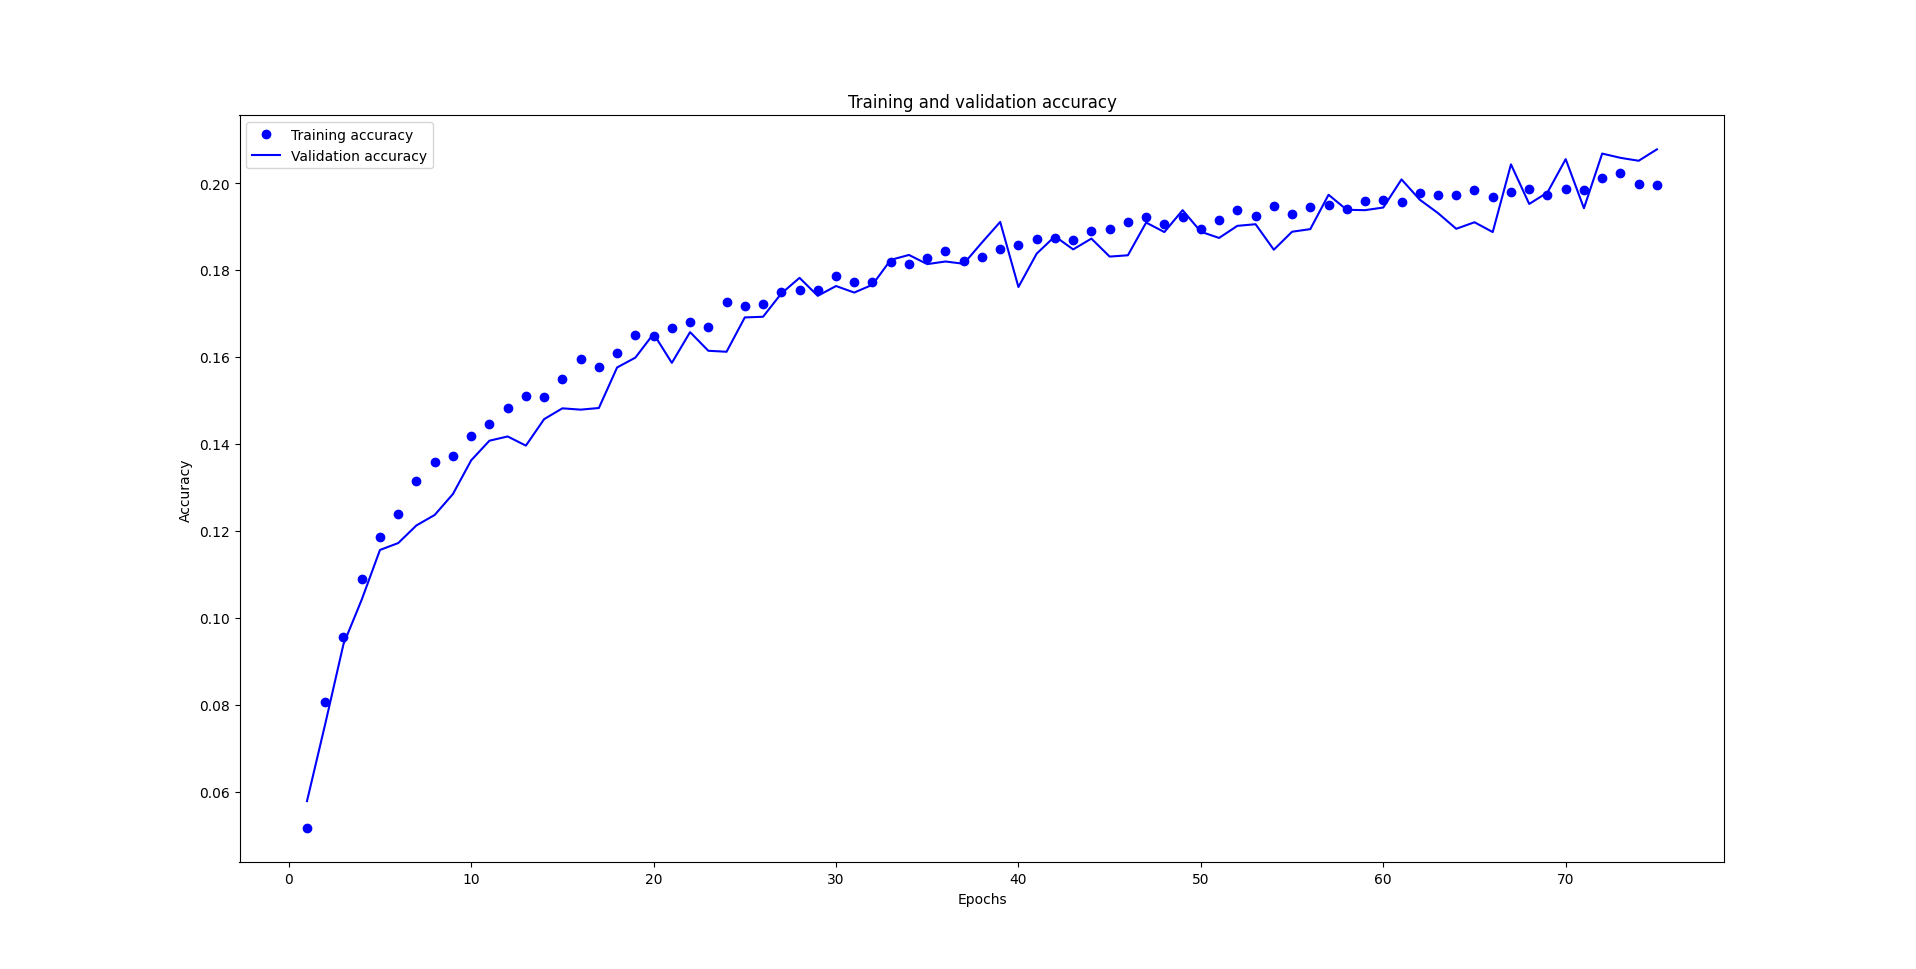 Training and validation accuracy
Training accuracy
Validation accuracy
0.20
0.18
0.16
0.14
0.12
0.10
0.08
0.06
Accuracy
0 10 20 30 40 50 60 70
Epochs